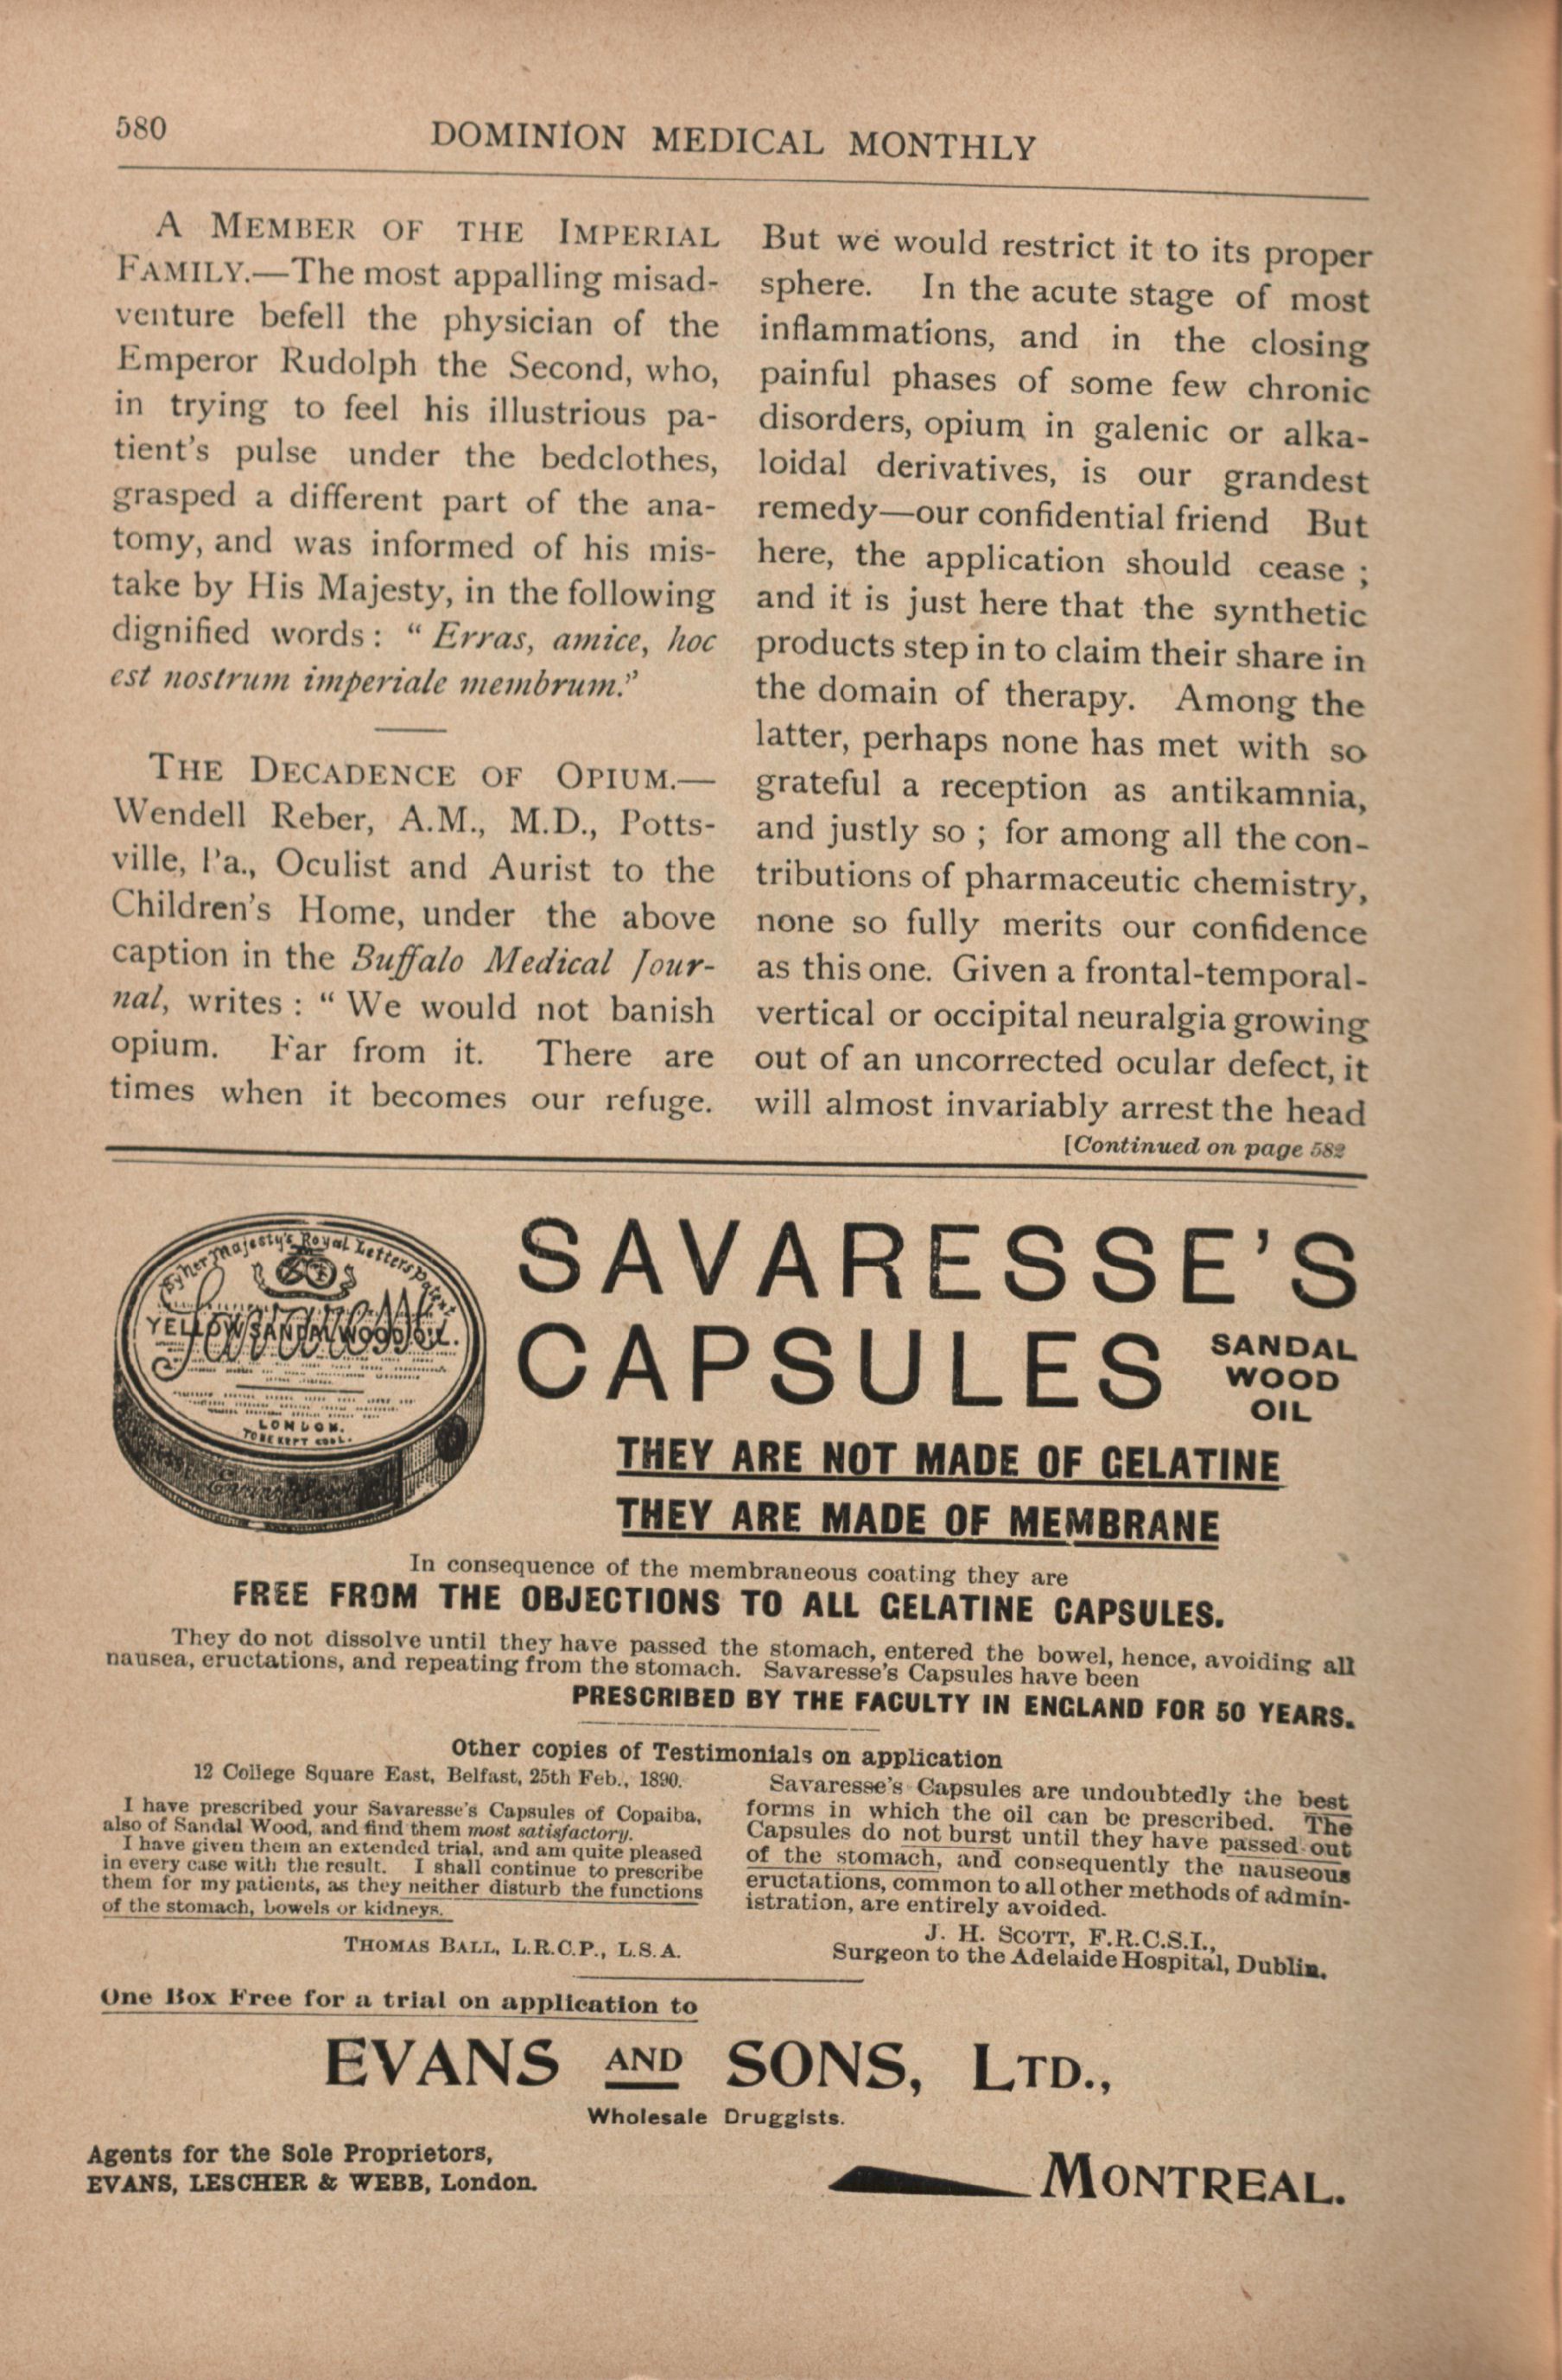 580
DOMINION MEDICAL MONTHLY
A MEMBER OF THE IMPERIAL
FAMILY.—The most appalling misad-
venture befell the physician of the
Emperor Rudolph the Second, who,
in trying to feel his illustrious pa-
tient's pulse under the bedclothes,
grasped a different part of the ana-
tomy, and was informed of his mis-
take by His Majesty, in the following
dignified words: "Erras, amice, hoc
est nostrum imperiale membrum."
THE DECADENCE OF OPIUM.—
Wendell Reber, A.M., M.D., Potts-
ville, Pa., Oculist and Aurist to the
Children's Home, under the above
caption in the Buffalo Medical Jour-
nal, writes: "We would not banish
opium. Far from it. There are
times when it becomes our refuge.
But we would restrict it to its proper
sphere. In the acute stage of most
inflammations, and in the closing
painful phases of some few chronic
disorders, opium in galenic or alka-
loidal derivatives, is our grandest
remedy—our confidential friend But
here, the application should cease;
and it is just here that the synthetic
products step in to claim their share in
the domain of therapy. Among the
latter, perhaps none has met with so
grateful a reception as antikamnia,
and justly so; for among all the con-
tributions of pharmaceutic chemistry,
none so fully merits our confidence
as this one. Given a frontal-temporal-
vertical or occipital neuralgia growing
out of an uncorrected ocular defect, it
will almost invariably arrest the head
[Continued on page 582
By Her Majesty's Royal Letters Patent
YELLOW SANDAL WOOD OIL.
LONDON.
TO BE KEPT COOL.
SAVARESSE'S
CAPSULES
SANDAL
WOOD
OIL
THEY ARE NOT MADE OF GELATINE
THEY ARE MADE OF MEMBRANE
In consequence of the membraneous coating they are
FREE FROM THE OBJECTIONS TO ALL GELATINE CAPSULES.
They do not dissolve until they have passed the stomach, entered the bowel, hence, avoiding all
nausea, eructations, and repeating from the stomach. Savaresse's Capsules have been
PRESCRIBED BY THE FACULTY IN ENGLAND FOR 50 YEARS.
Other copies of Testimonials on application
12 College Square East, Belfast, 25th Feb., 1890.
I have prescribed your Savaresse's Capsules of Copaiba,
also of Sandal Wood, and find them most satisfactory.
I have given them an extended trial, and am quite pleased
in every case with the result. I shall continue to prescribe
them for my patients, as they neither disturb the functions
of the stomach, bowels or kidneys.
THOMAS BALL, L.R.C.P., L.S.A.
Savaresse's Capsules are undoubtedly the best
forms in which the oil can be prescribed. The
Capsules do not burst until they have passed out
of the stomach, and consequently the nauseous
eructations, common to all other methods of admin-
istration, are entirely avoided.
J. H. SCOTT, F.R.C.S.I.,
Surgeon to the Adelaide Hospital, Dublin.
One Box Free for a trial on application to
EVANS AND SONS, LTD.,
Wholesale Druggists.
Agents for the Sole Proprietors,
EVANS, LESCHER & WEBB, London.
MONTREAL.